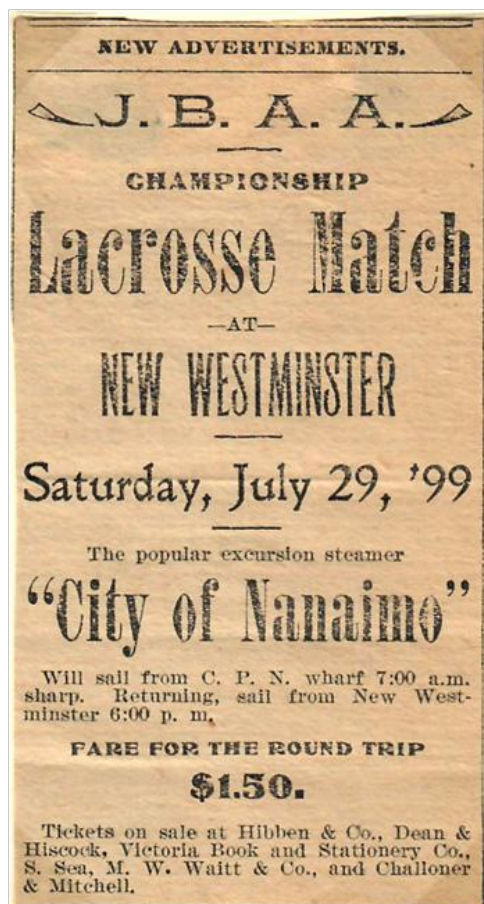 NEW ADVERTISEMENTS.
J. B. A. A.
CHAMPIONSHIP
Lacrosse Match
—AT—
NEW WESTMINSTER
Saturday, July 29, '99
The popular excursion steamer
"City of Nanaimo"
Will sail from C. P. N. wharf 7:00 a.m.
sharp. Returning, sail from New West-
minster 6:00 p. m.
FARE FOR THE ROUND TRIP
$1.50.
Tickets on sale at Hibben & Co., Dean &
Hiscock, Victoria Book and Stationery Co.,
S. Sea, M. W. Waitt & Co., and Challoner
& Mitchell.